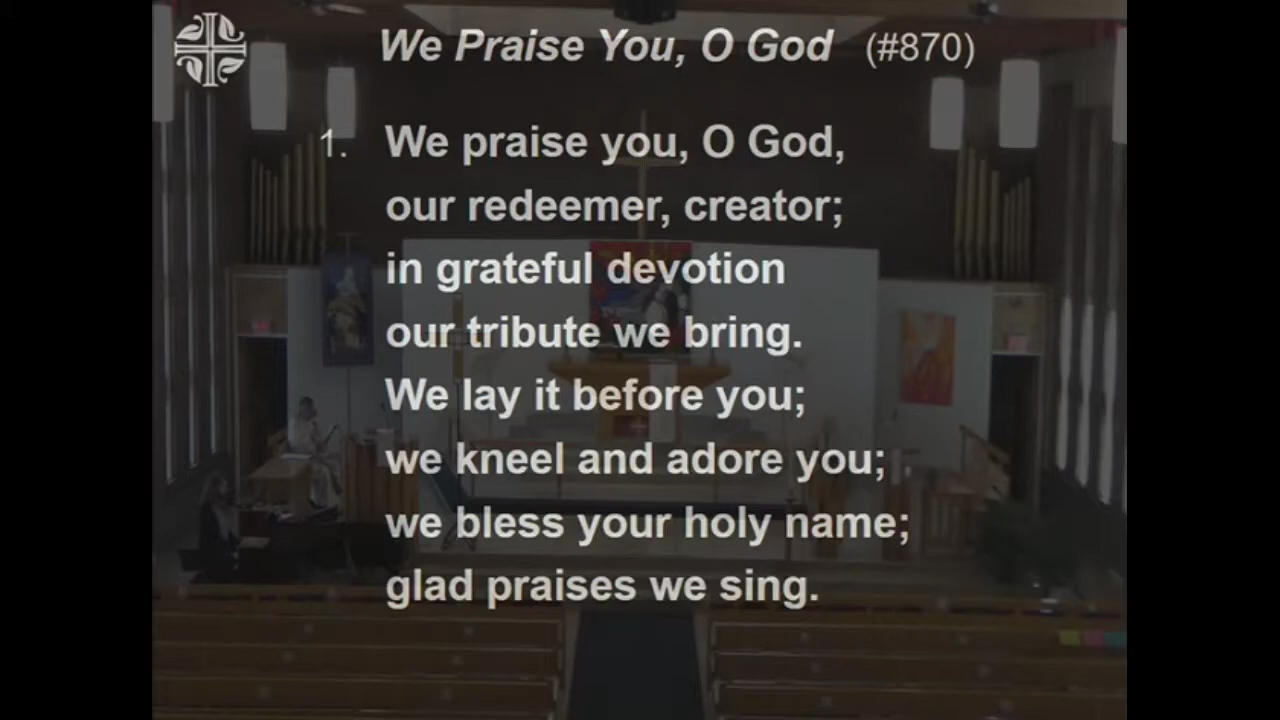 We Praise You, O God (#870)
1. We praise you, O God,
our redeemer, creator;
in grateful devotion
our tribute we bring.
We lay it before you;
we kneel and adore you;
we bless your holy name;
glad praises we sing.